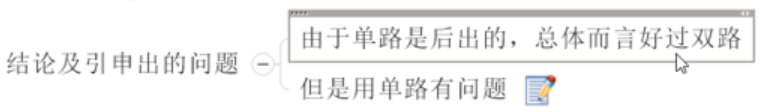 结论及引申出的问题
由于单路是后出的，总体而言好过双路
但是用单路有问题